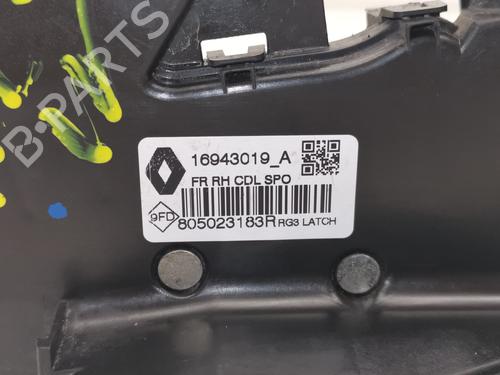 B-PARTS
16943019_A
FR RH CDL SPO
9FD
805023183R RG3 LATCH